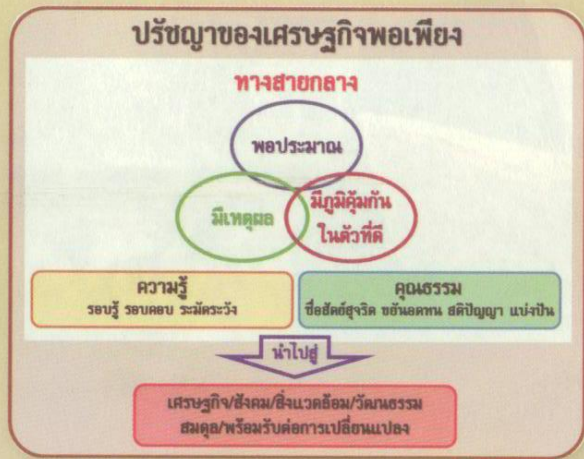 ปรัชญาของเศรษฐกิจพอเพียง
ทางสายกลาง
พอประมาณ
มีเหตุผล
มีภูมิคุ้มกัน
ในตัวที่ดี
ความรู้
รอบรู้ รอบคอบ ระมัดระวัง
คุณธรรม
ซื่อสัตย์สุจริต ขยันอดทน สติปัญญา แบ่งปัน
นำไปสู่
เศรษฐกิจ/สังคม/สิ่งแวดล้อม/วัฒนธรรม
สมดุล/พร้อมรับต่อการเปลี่ยนแปลง